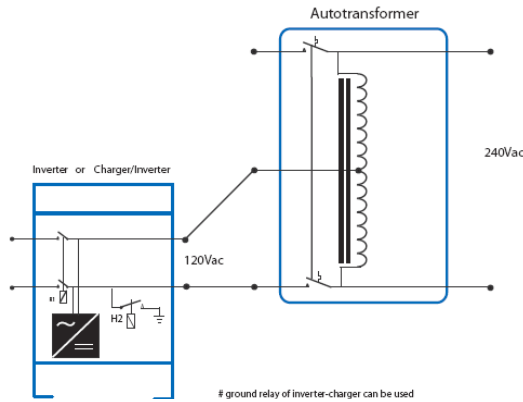 Autotransformer
240Vac
Inverter or Charger/Inverter
120Vac
H1
H2
# ground relay of inverter-charger can be used